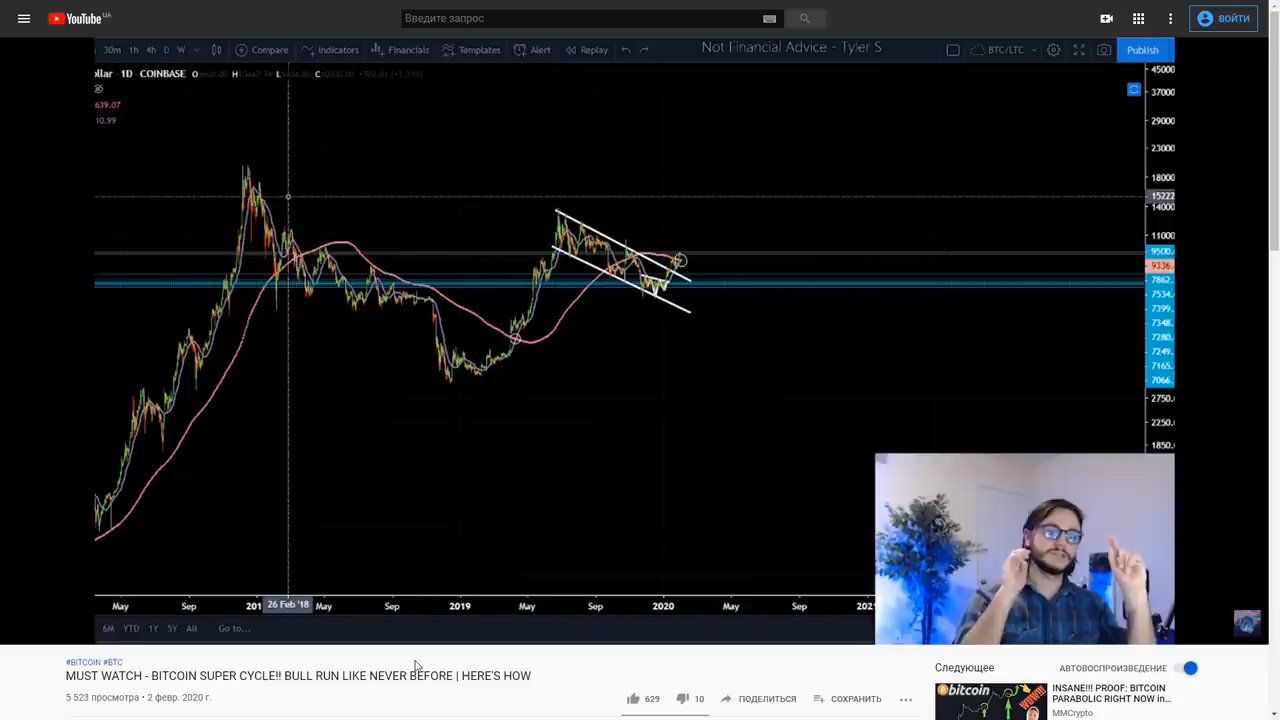 YouTube UA
Введите запрос
ВОЙТИ
30m 1h 4h D W Compare Indicators Financials Templates Alert Replay
Not Financial Advice - Tyler S
BTC/LTC
Publish
ollar · 1D · COINBASE
639.07
10.99
45000
37000
29000
23000
18000
15222
14000
11000
9500.
9336.
7862.
7534.
7399.
7348.
7280.
7249.
7165.
7066.
2750.
2250.
1850.
May Sep 201 26 Feb '18 May Sep 2019 May Sep 2020 May Sep 2021
6M YTD 1Y 5Y All Go to...
#BITCOIN #BTC
MUST WATCH - BITCOIN SUPER CYCLE!! BULL RUN LIKE NEVER BEFORE | HERE'S HOW
5 523 просмотра • 2 февр. 2020 г.
629 10 ПОДЕЛИТЬСЯ СОХРАНИТЬ
Следующее
АВТОВОСПРОИЗВЕДЕНИЕ
bitcoin
INSANE!!! PROOF: BITCOIN
PARABOLIC RIGHT NOW in...
MMCrypto